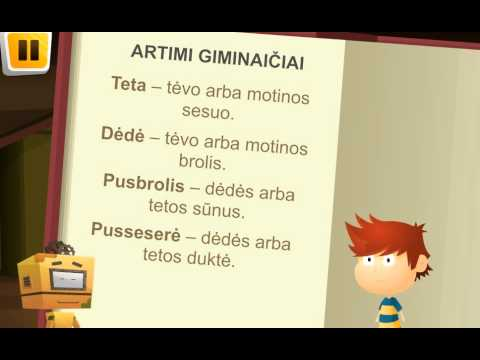 ARTIMI GIMINAIČIAI
Teta – tėvo arba motinos
sesuo.
Dėdė – tėvo arba motinos
brolis.
Pusbrolis – dėdės arba
tetos sūnus.
Pusseserė – dėdės arba
tetos duktė.